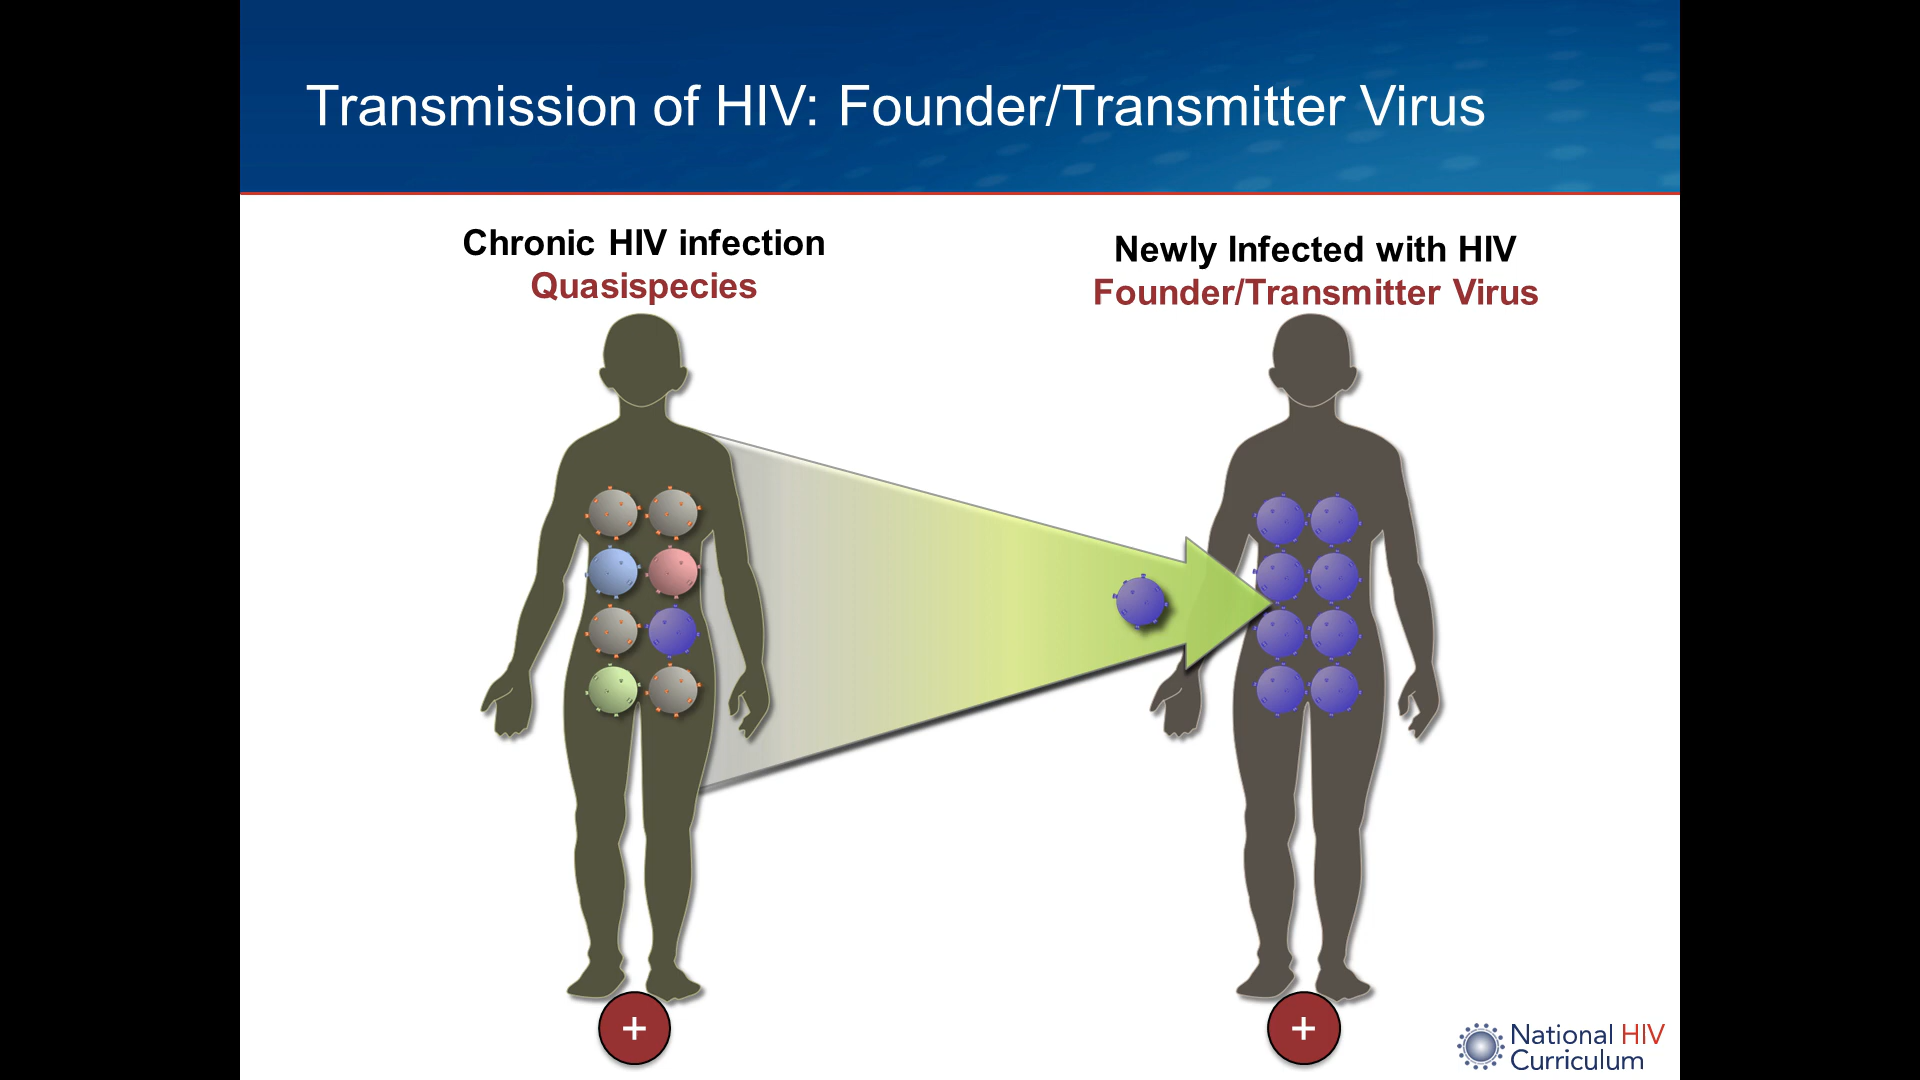 Transmission of HIV: Founder/Transmitter Virus
Chronic HIV infection
Quasispecies
Newly Infected with HIV
Founder/Transmitter Virus
+
+
National HIV
Curriculum